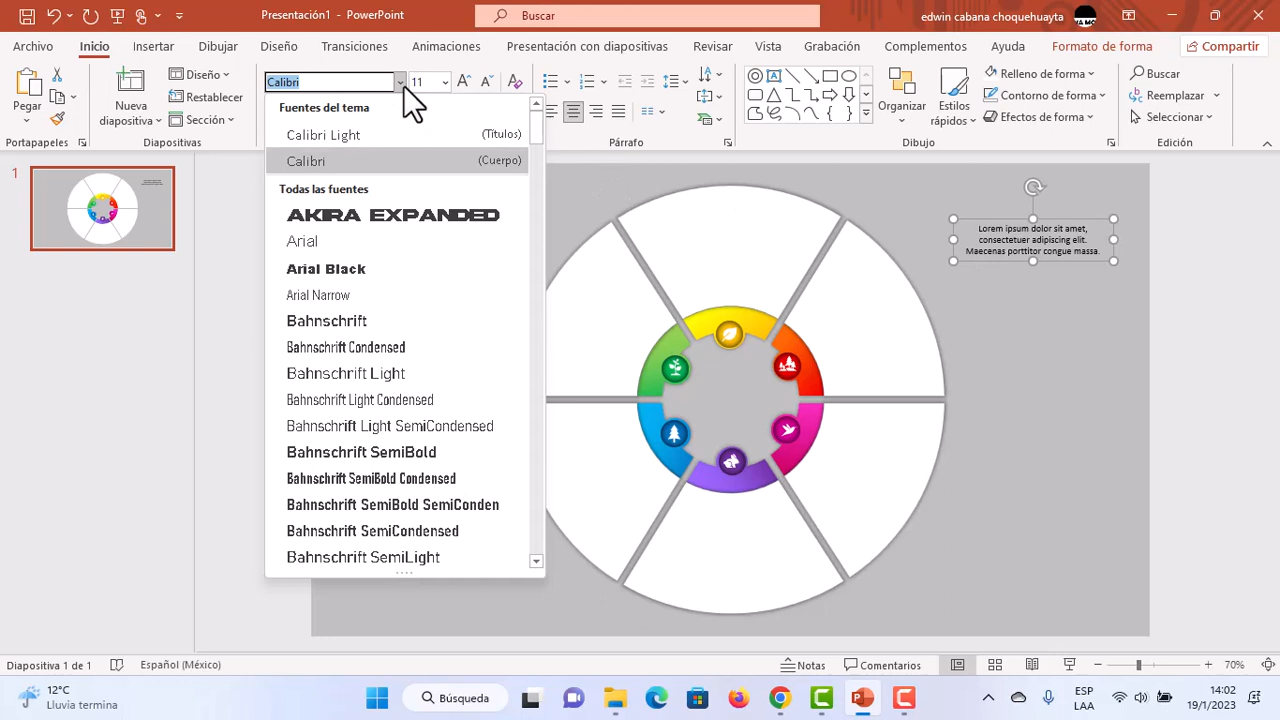 Presentación1 - PowerPoint
Buscar
edwin cabana choquehuayta
Archivo
Inicio
Insertar
Dibujar
Diseño
Transiciones
Animaciones
Presentación con diapositivas
Revisar
Vista
Grabación
Complementos
Ayuda
Formato de forma
Compartir
Pegar
Portapapeles
Nueva
diapositiva
Diseño
Restablecer
Sección
Diapositivas
Calibri
11
Párrafo
Organizar
Estilos
rápidos
Relleno de forma
Contorno de forma
Efectos de forma
Dibujo
Buscar
Reemplazar
Seleccionar
Edición
Fuentes del tema
Calibri Light (Títulos)
Calibri (Cuerpo)
Todas las fuentes
AKIRA EXPANDED
Arial
Arial Black
Arial Narrow
Bahnschrift
Bahnschrift Condensed
Bahnschrift Light
Bahnschrift Light Condensed
Bahnschrift Light SemiCondensed
Bahnschrift SemiBold
Bahnschrift SemiBold Condensed
Bahnschrift SemiBold SemiConden
Bahnschrift SemiCondensed
Bahnschrift SemiLight
1
Lorem ipsum dolor sit amet,
consectetuer adipiscing elit.
Maecenas porttitor congue massa.
Diapositiva 1 de 1
Español (México)
Notas
Comentarios
70%
12°C
Lluvia termina
Búsqueda
ESP
LAA
14:02
19/1/2023